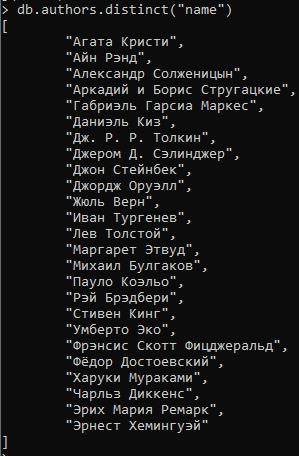 > db.authors.distinct("name")
[
"Агата Кристи",
"Айн Рэнд",
"Александр Солженицын",
"Аркадий и Борис Стругацкие",
"Габриэль Гарсиа Маркес",
"Даниэль Киз",
"Дж. Р. Р. Толкин",
"Джером Д. Сэлинджер",
"Джон Стейнбек",
"Джордж Оруэлл",
"Жюль Верн",
"Иван Тургенев",
"Лев Толстой",
"Маргарет Этвуд",
"Михаил Булгаков",
"Пауло Коэльо",
"Рэй Брэдбери",
"Стивен Кинг",
"Умберто Эко",
"Фрэнсис Скотт Фицджеральд",
"Фёдор Достоевский",
"Харуки Мураками",
"Чарльз Диккенс",
"Эрих Мария Ремарк",
"Эрнест Хемингуэй"
]